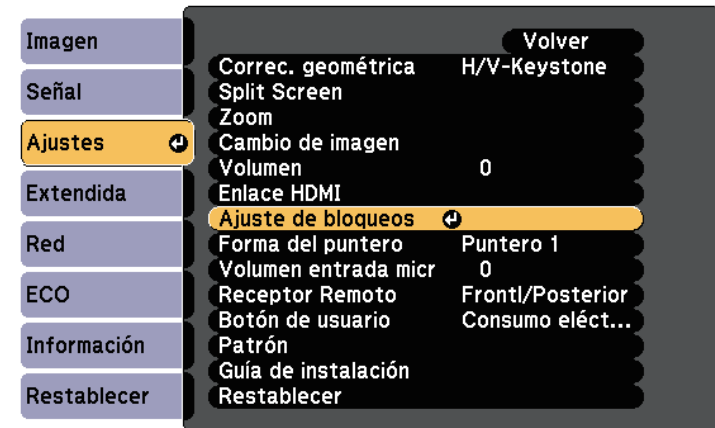 Imagen
Señal
Ajustes
Extendida
Red
ECO
Información
Restablecer
Volver
Correc. geométrica H/V-Keystone
Split Screen
Zoom
Cambio de imagen
Volumen 0
Enlace HDMI
Ajuste de bloqueos
Forma del puntero Puntero 1
Volumen entrada micr 0
Receptor Remoto Frontl/Posterior
Botón de usuario Consumo eléct...
Patrón
Guía de instalación
Restablecer